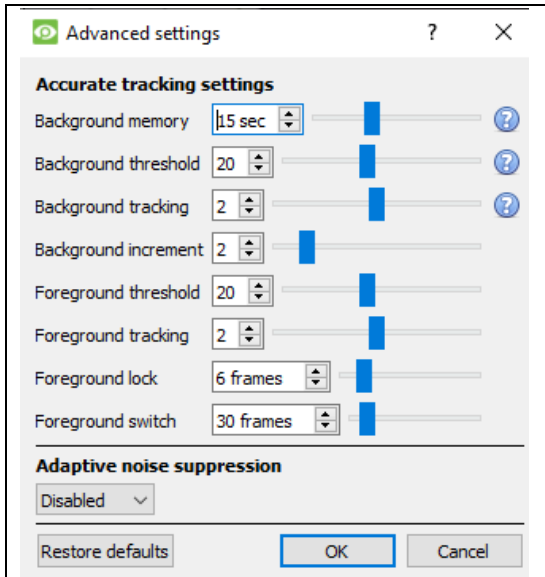 Advanced settings ? ×
Accurate tracking settings
Background memory 15 sec ?
Background threshold 20 ?
Background tracking 2 ?
Background increment 2
Foreground threshold 20
Foreground tracking 2
Foreground lock 6 frames
Foreground switch 30 frames
Adaptive noise suppression
Disabled
Restore defaults OK Cancel